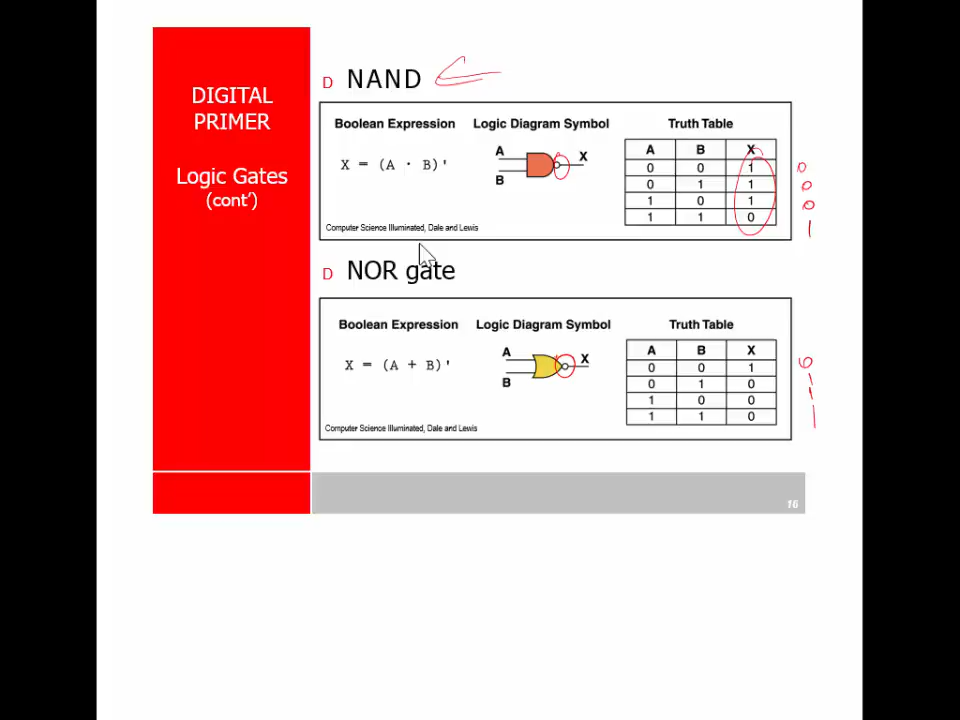 DIGITAL
PRIMER
Logic Gates
(cont')
D NAND
Boolean Expression Logic Diagram Symbol Truth Table
X = (A · B)'
A
B
X
A B X
0 0 1
0 1 1
1 0 1
1 1 0
0
0
0
1
Computer Science Illuminated, Dale and Lewis
D NOR gate
Boolean Expression Logic Diagram Symbol Truth Table
X = (A + B)'
A
B
X
A B X
0 0 1
0 1 0
1 0 0
1 1 0
0
1
1
1
Computer Science Illuminated, Dale and Lewis
16